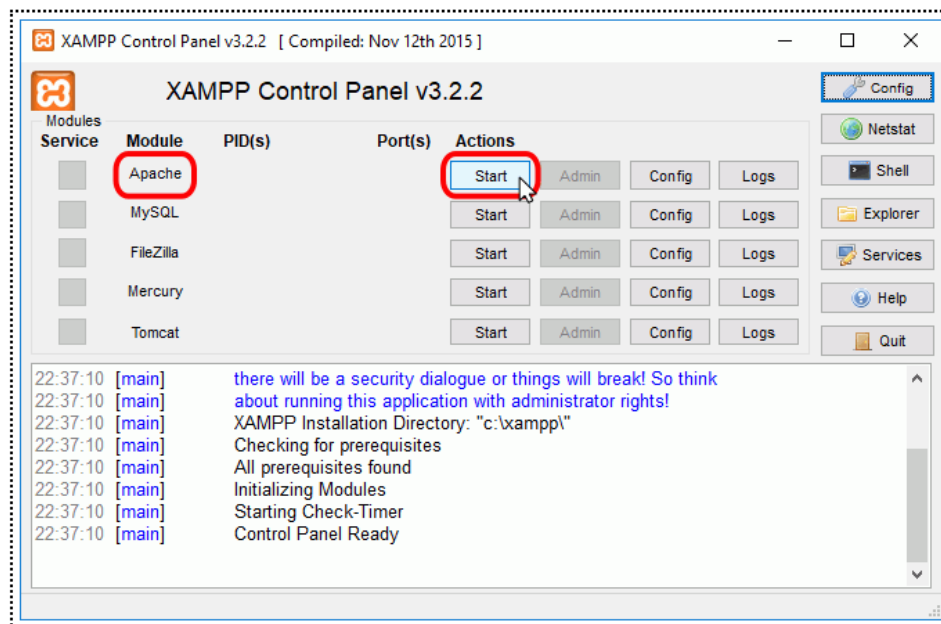 XAMPP Control Panel v3.2.2 [ Compiled: Nov 12th 2015 ]
XAMPP Control Panel v3.2.2
Config
Modules
Netstat
Service Module PID(s) Port(s) Actions
Apache Start Admin Config Logs
Shell
MySQL Start Admin Config Logs
Explorer
FileZilla Start Admin Config Logs
Services
Mercury Start Admin Config Logs
Help
Tomcat Start Admin Config Logs
Quit
22:37:10 [main] there will be a security dialogue or things will break! So think
22:37:10 [main] about running this application with administrator rights!
22:37:10 [main] XAMPP Installation Directory: "c:\xampp\"
22:37:10 [main] Checking for prerequisites
22:37:10 [main] All prerequisites found
22:37:10 [main] Initializing Modules
22:37:10 [main] Starting Check-Timer
22:37:10 [main] Control Panel Ready